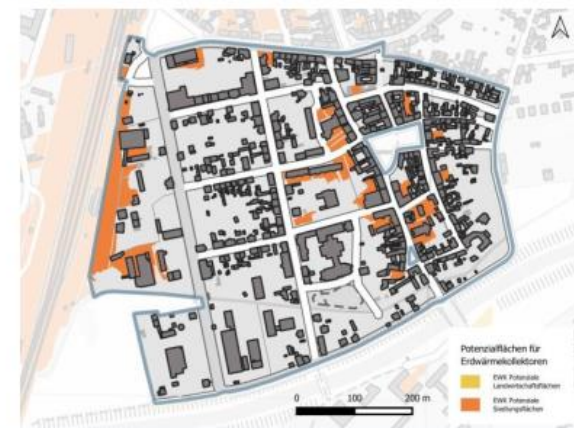 Potenzialflächen für
Erdwärmekollektoren
EWK Potenziale
Landwirtschaftsflächen
EWK Potenziale
Siedlungsflächen
0 100 200 m